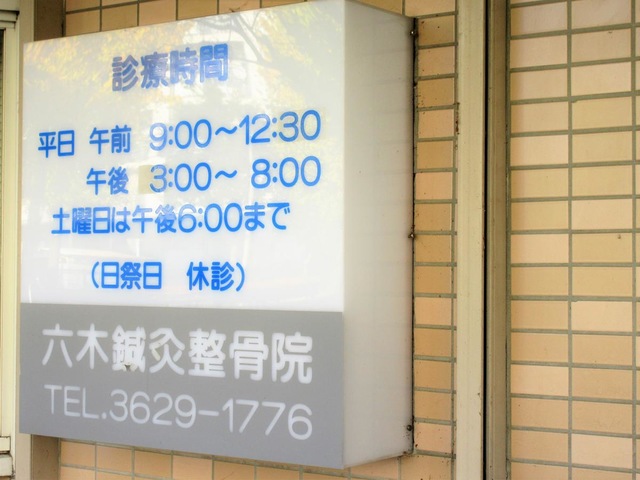 診療時間
平日 午前 9:00～12:30
午後 3:00～ 8:00
土曜日は午後6:00まで
（日祭日 休診）
六木鍼灸整骨院
TEL.3629-1776